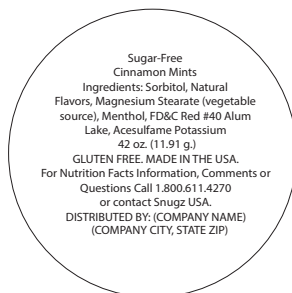 Sugar-Free
Cinnamon Mints
Ingredients: Sorbitol, Natural
Flavors, Magnesium Stearate (vegetable
source), Menthol, FD&C Red #40 Alum
Lake, Acesulfame Potassium
42 oz. (11.91 g.)
GLUTEN FREE. MADE IN THE USA.
For Nutrition Facts Information, Comments or
Questions Call 1.800.611.4270
or contact Snugz USA.
DISTRIBUTED BY: (COMPANY NAME)
(COMPANY CITY, STATE ZIP)